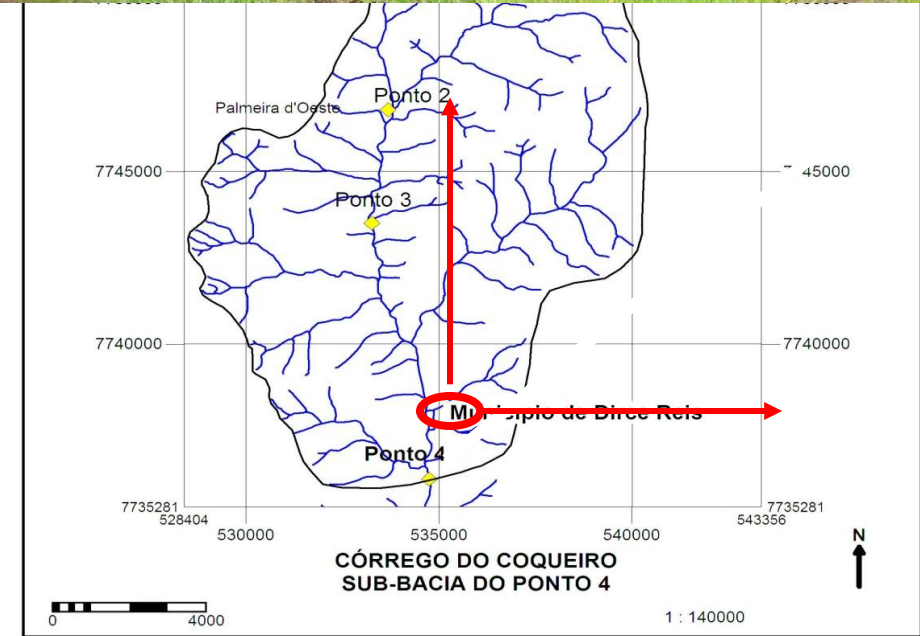 Ponto 2
Palmeira d'Oeste
7745000
45000
Ponto 3
7740000
7740000
de Dirce Reis
Ponto 4
7735281
7735281
528404
543356
530000
535000
540000
CÓRREGO DO COQUEIRO
SUB-BACIA DO PONTO 4
N
0
4000
1 : 140000